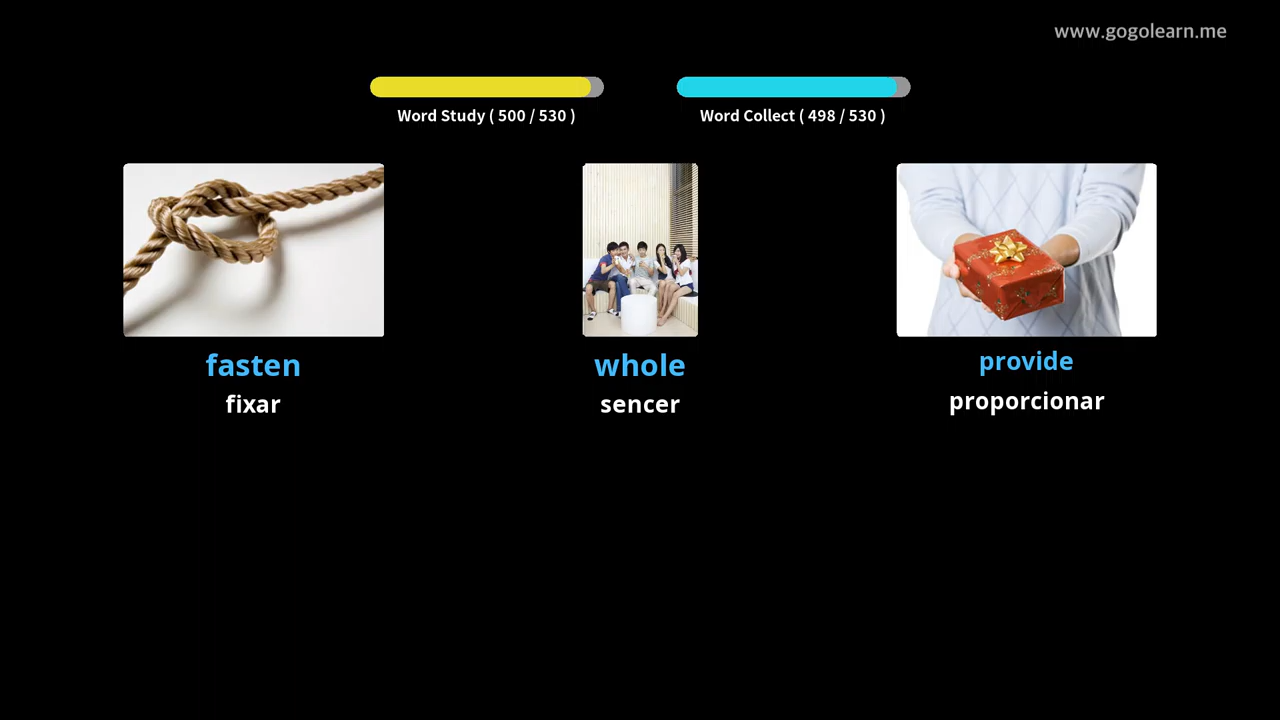 www.gogolearn.me
Word Study ( 500 / 530 )
Word Collect ( 498 / 530 )
fasten
fixar
whole
sencer
provide
proporcionar